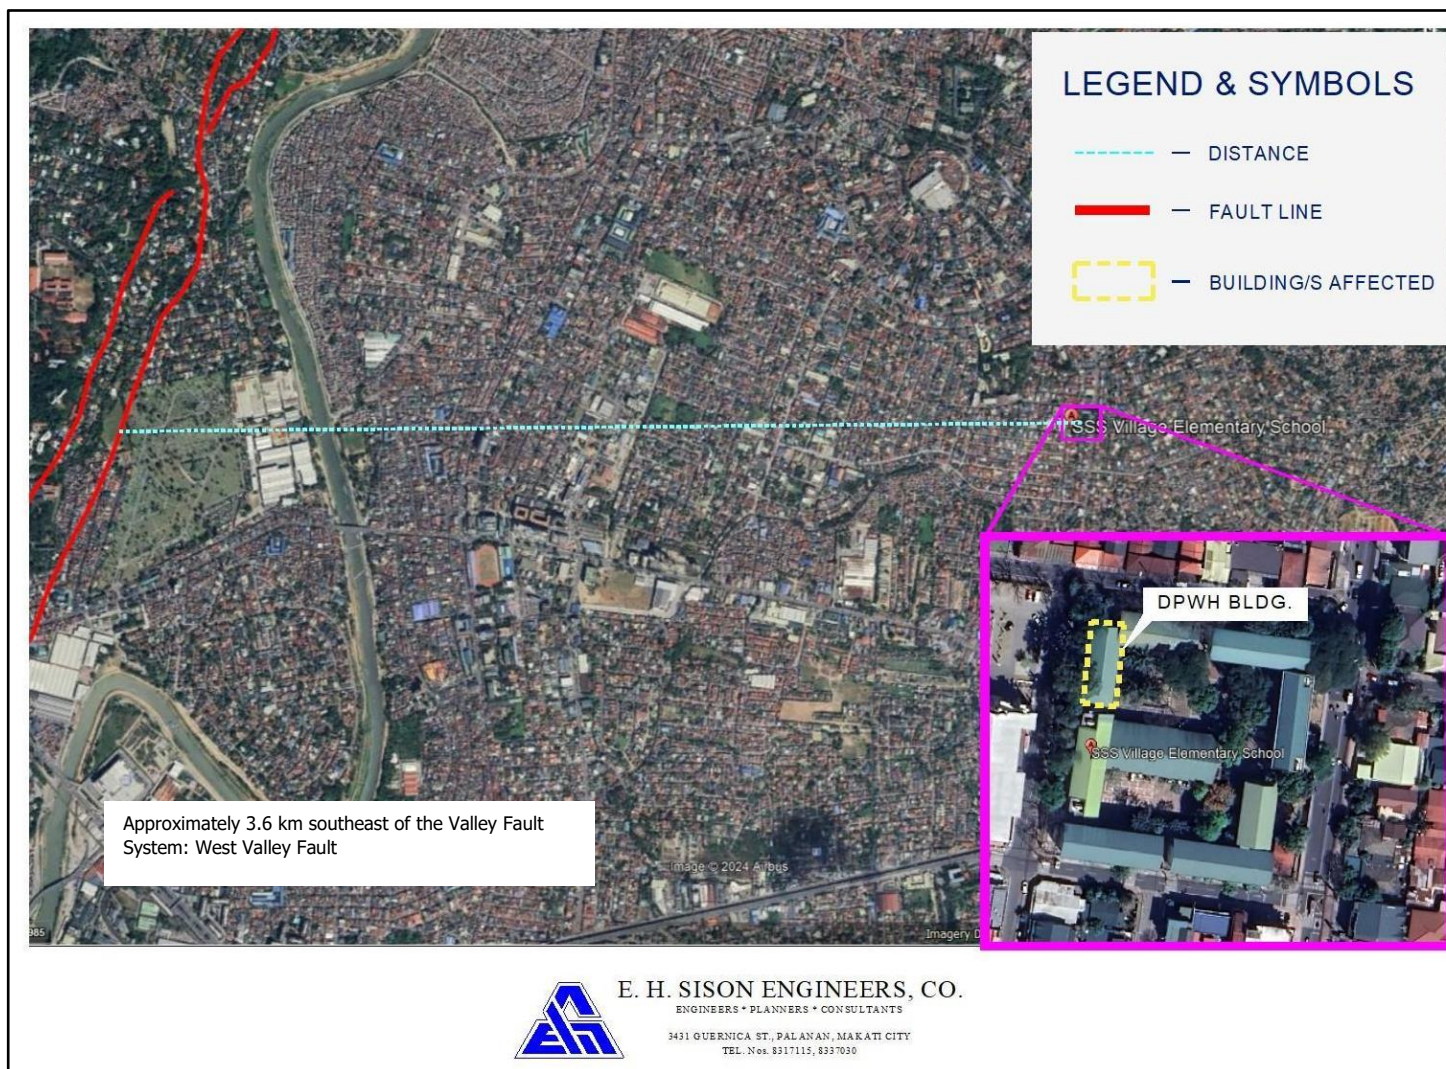 LEGEND & SYMBOLS
— DISTANCE
— FAULT LINE
— BUILDING/S AFFECTED
SSS Village Elementary School
DPWH BLDG.
SSS Village Elementary School
Approximately 3.6 km southeast of the Valley Fault
System: West Valley Fault
Image © 2024 Airbus
985
Imagery D
E. H. SISON ENGINEERS, CO.
ENGINEERS * PLANNERS * CONSULTANTS
3431 GUERNICA ST., PALANAN, MAKATI CITY
TEL. Nos. 8317115, 8337030